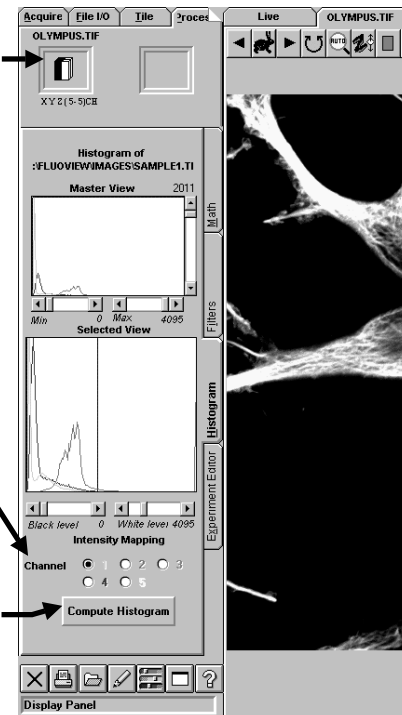 Acquire File I/O Tile Proces
Live OLYMPUS.TIF
OLYMPUS.TIF
AUTO
X Y Z (5-5)CH
Histogram of
:\FLUOVIEW\IMAGES\SAMPLE1.TI
Master View 2011
Min 0 Max 4095
Selected View
Black level 0 White level 4095
Intensity Mapping
Channel 1 2 3
4 5
Compute Histogram
Math
Filters
Histogram
Experiment Editor
?
Display Panel